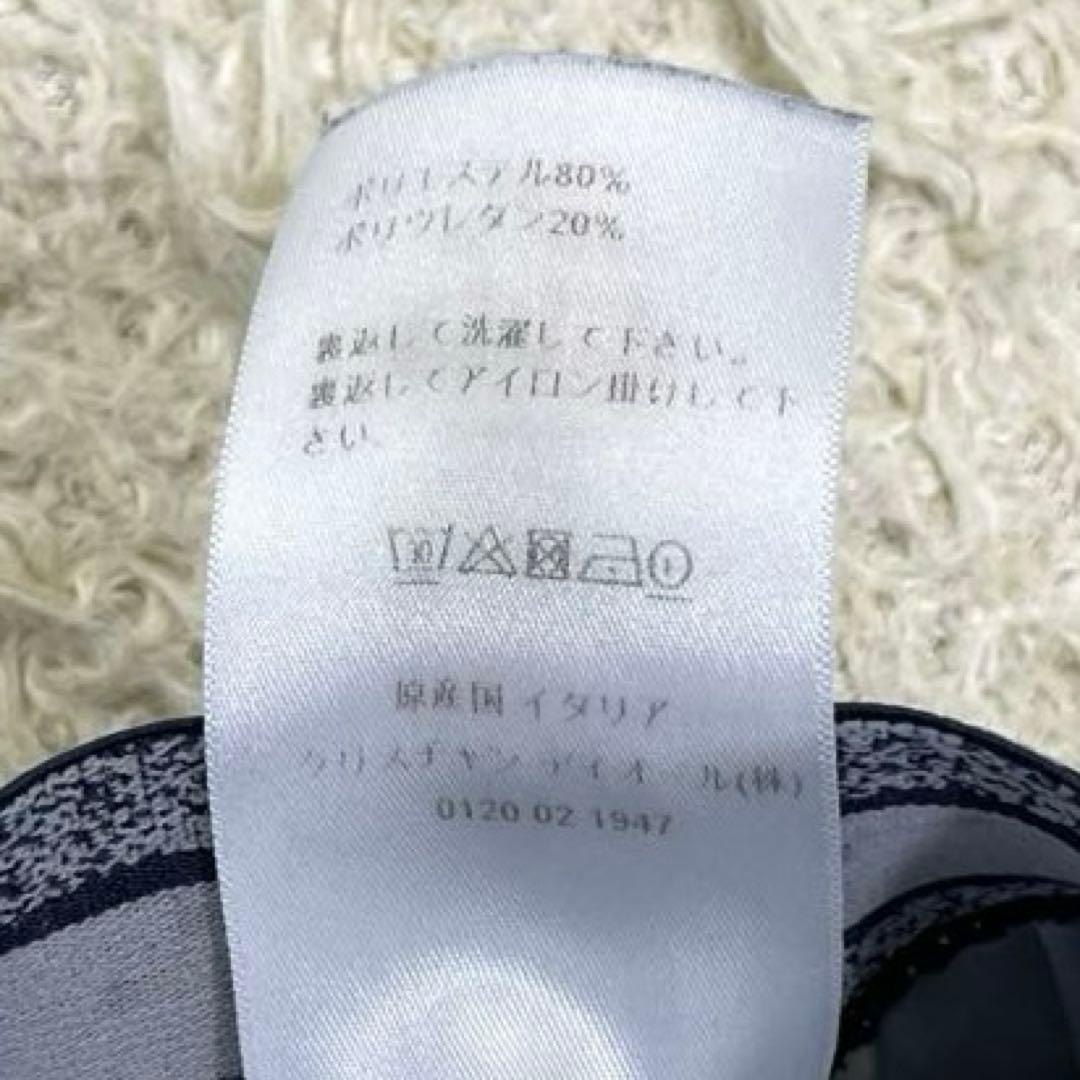 ポリエステル80%
ポリウレタン20%
裏返して洗濯して下さい。
裏返してアイロン掛けして下
さい。
30
原産国 イタリア
クリスチャン ディオール(株)
0120 02 1947